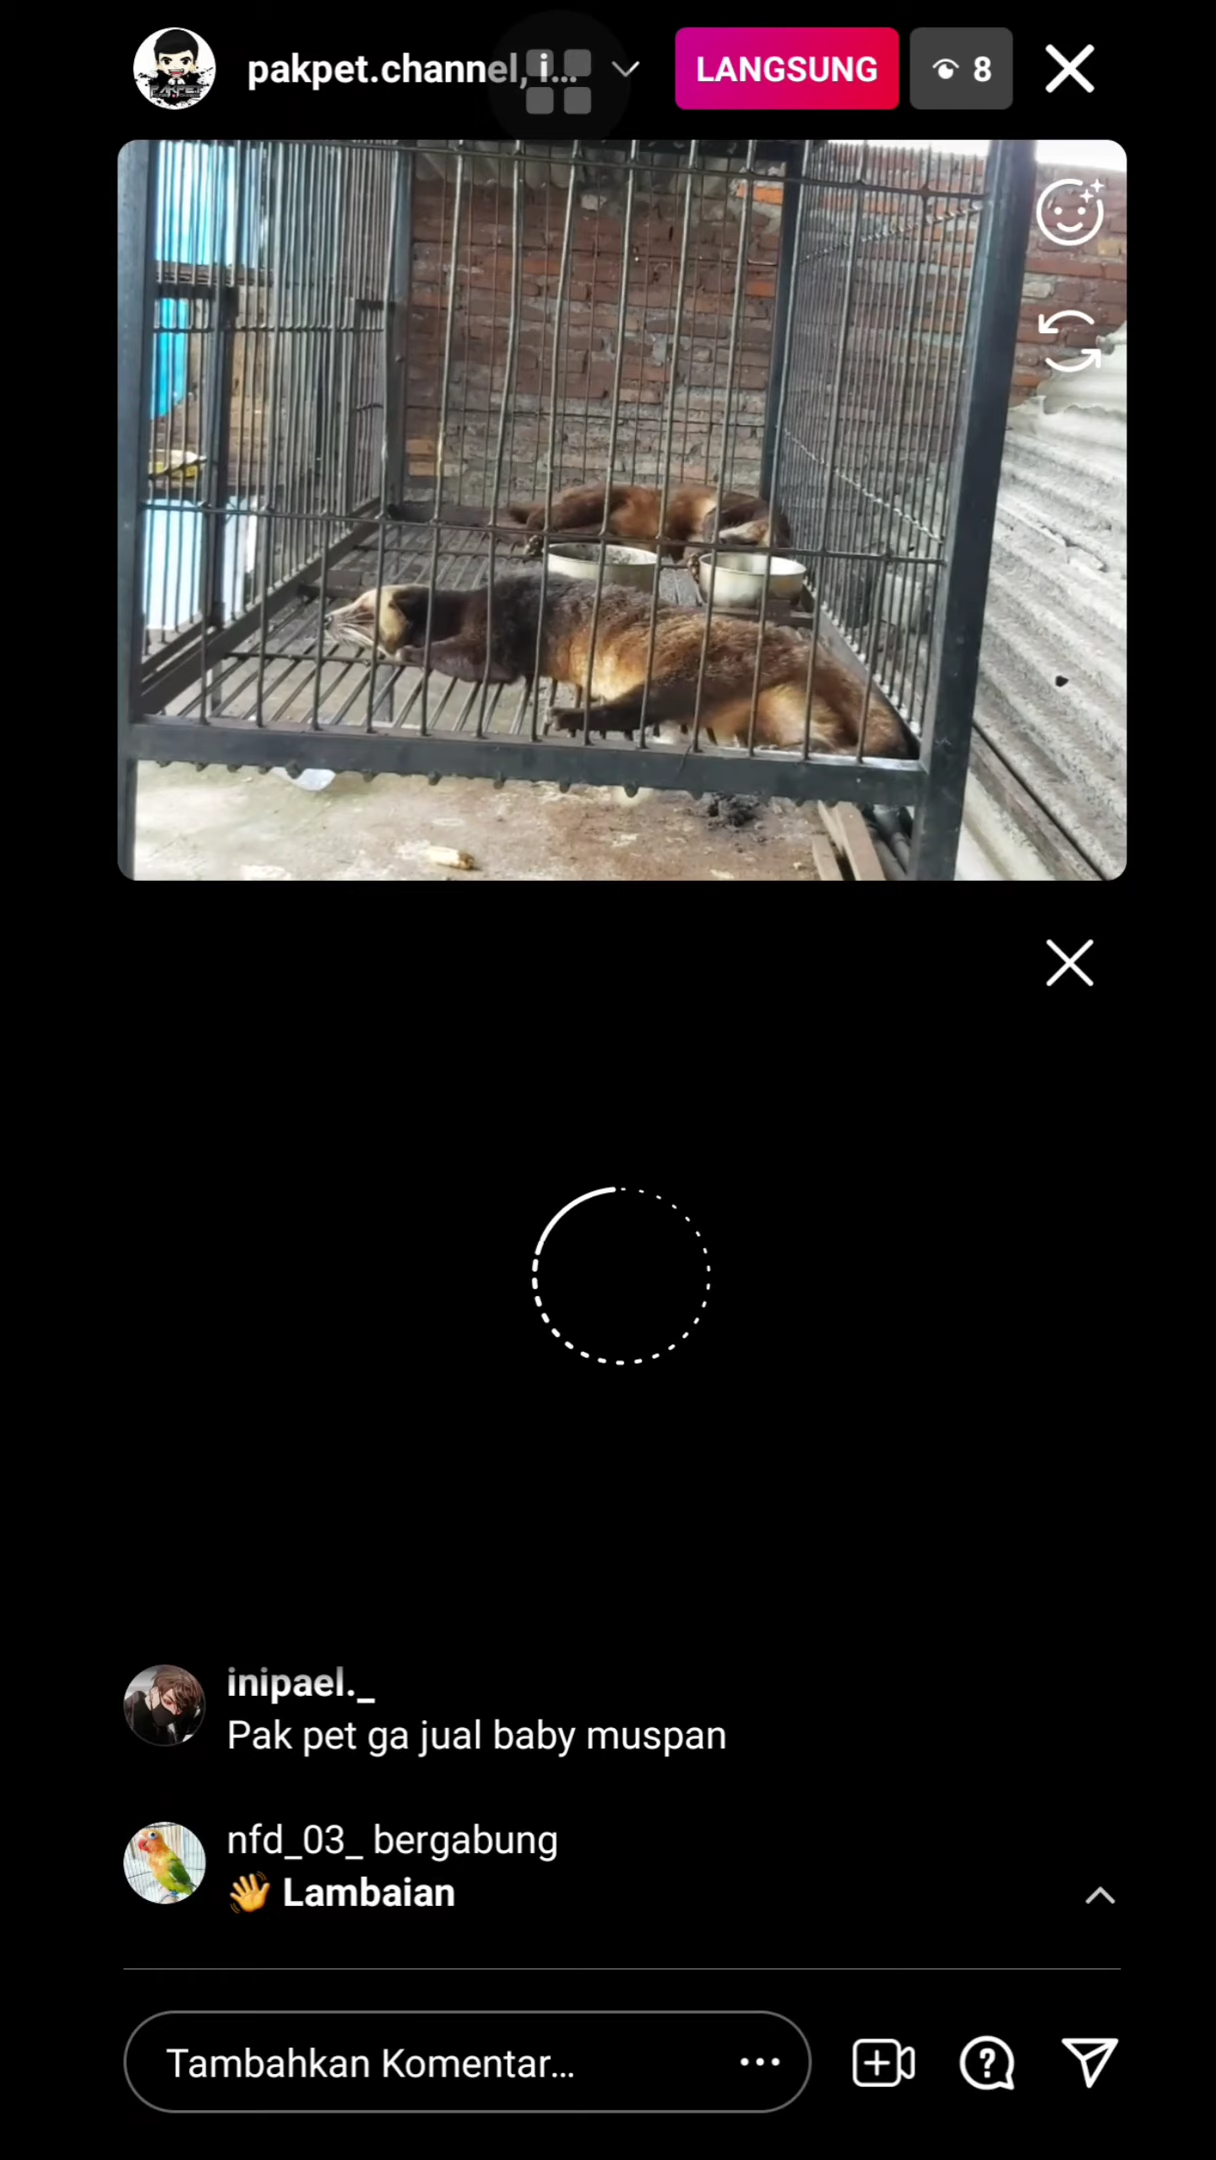 pakpet.channel, i...
LANGSUNG
8
inipael._
Pak pet ga jual baby muspan
nfd_03_ bergabung
👋 Lambaian
Tambahkan Komentar...